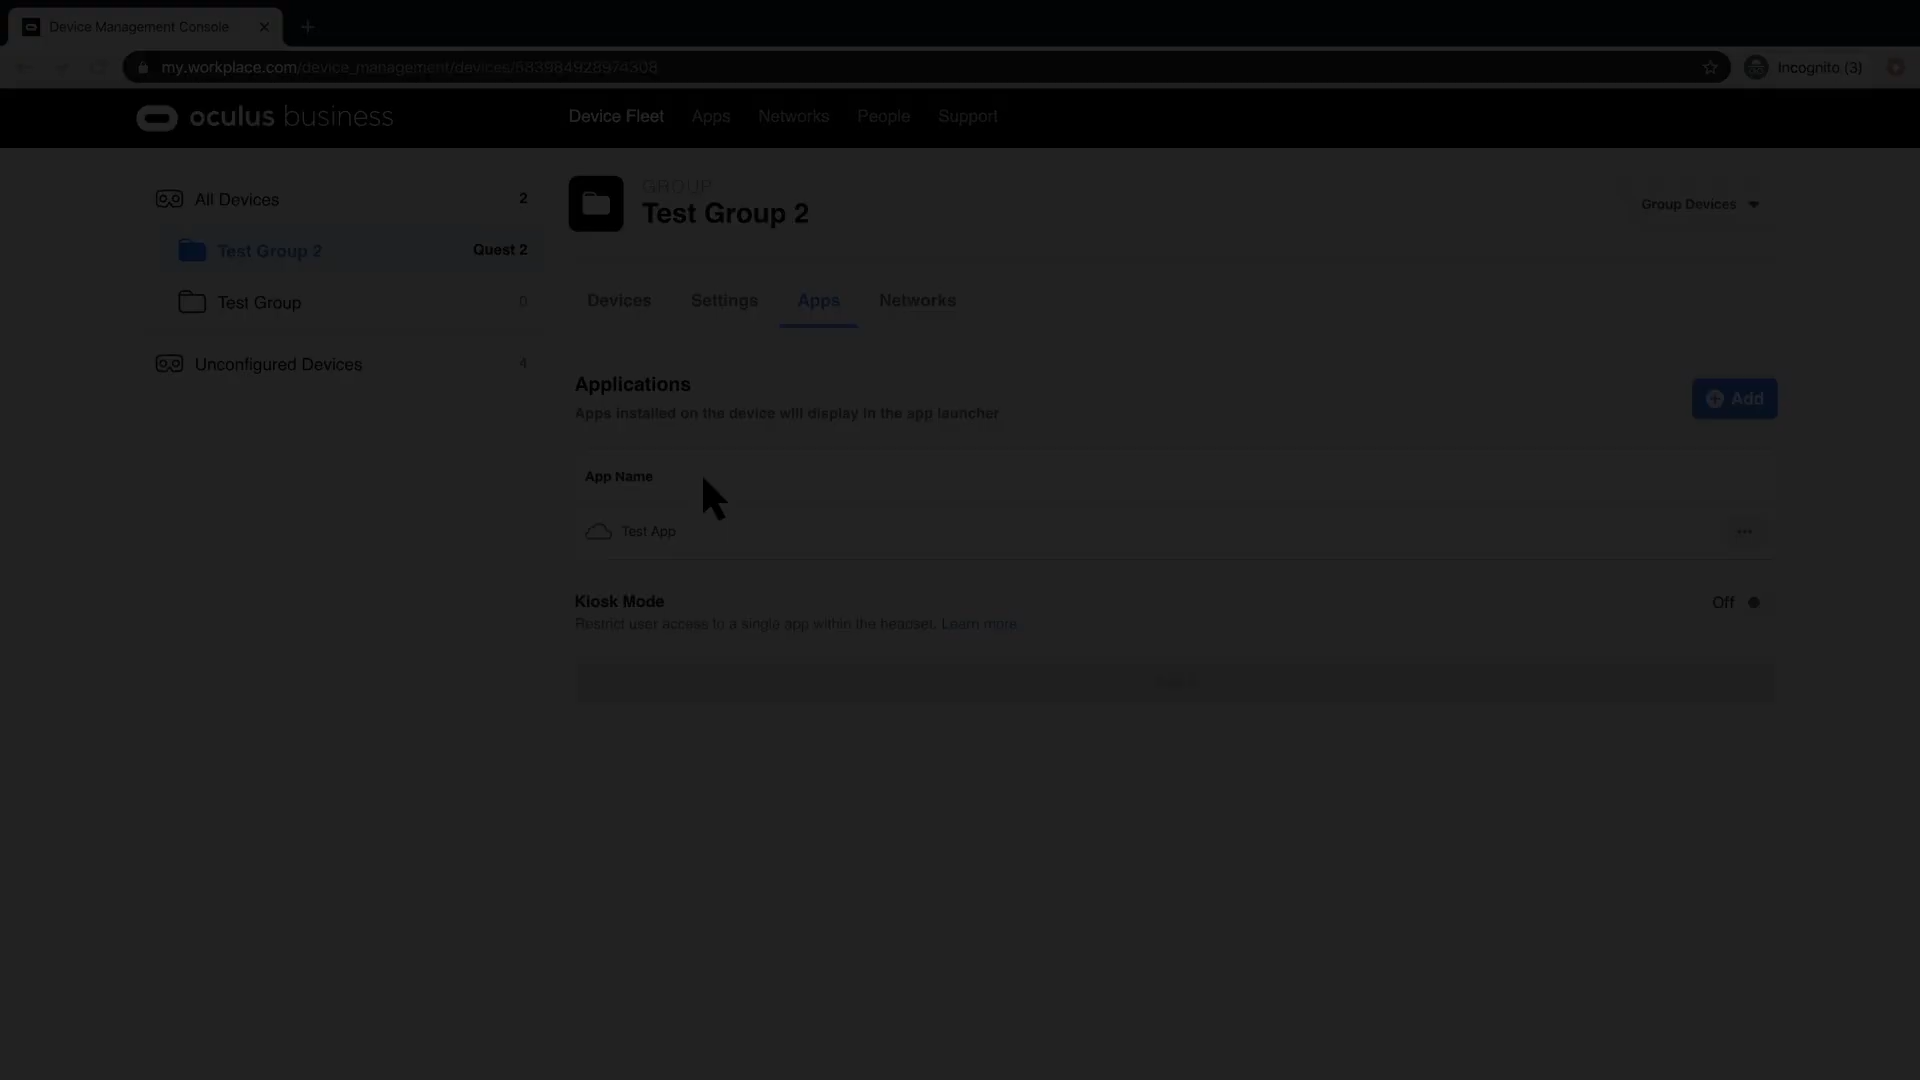 Device Management Console
my.workplace.com/device_management/devices/683984928974308
Incognito (3)
oculus business
Device Fleet
Apps
Networks
People
Support
All Devices
2
Test Group 2
Quest 2
Test Group
0
Unconfigured Devices
4
GROUP
Test Group 2
Group Devices
Devices
Settings
Apps
Networks
Applications
Apps installed on the device will display in the app launcher
Add
App Name
Test App
Kiosk Mode
Off
Restrict user access to a single app within the headset. Learn more.